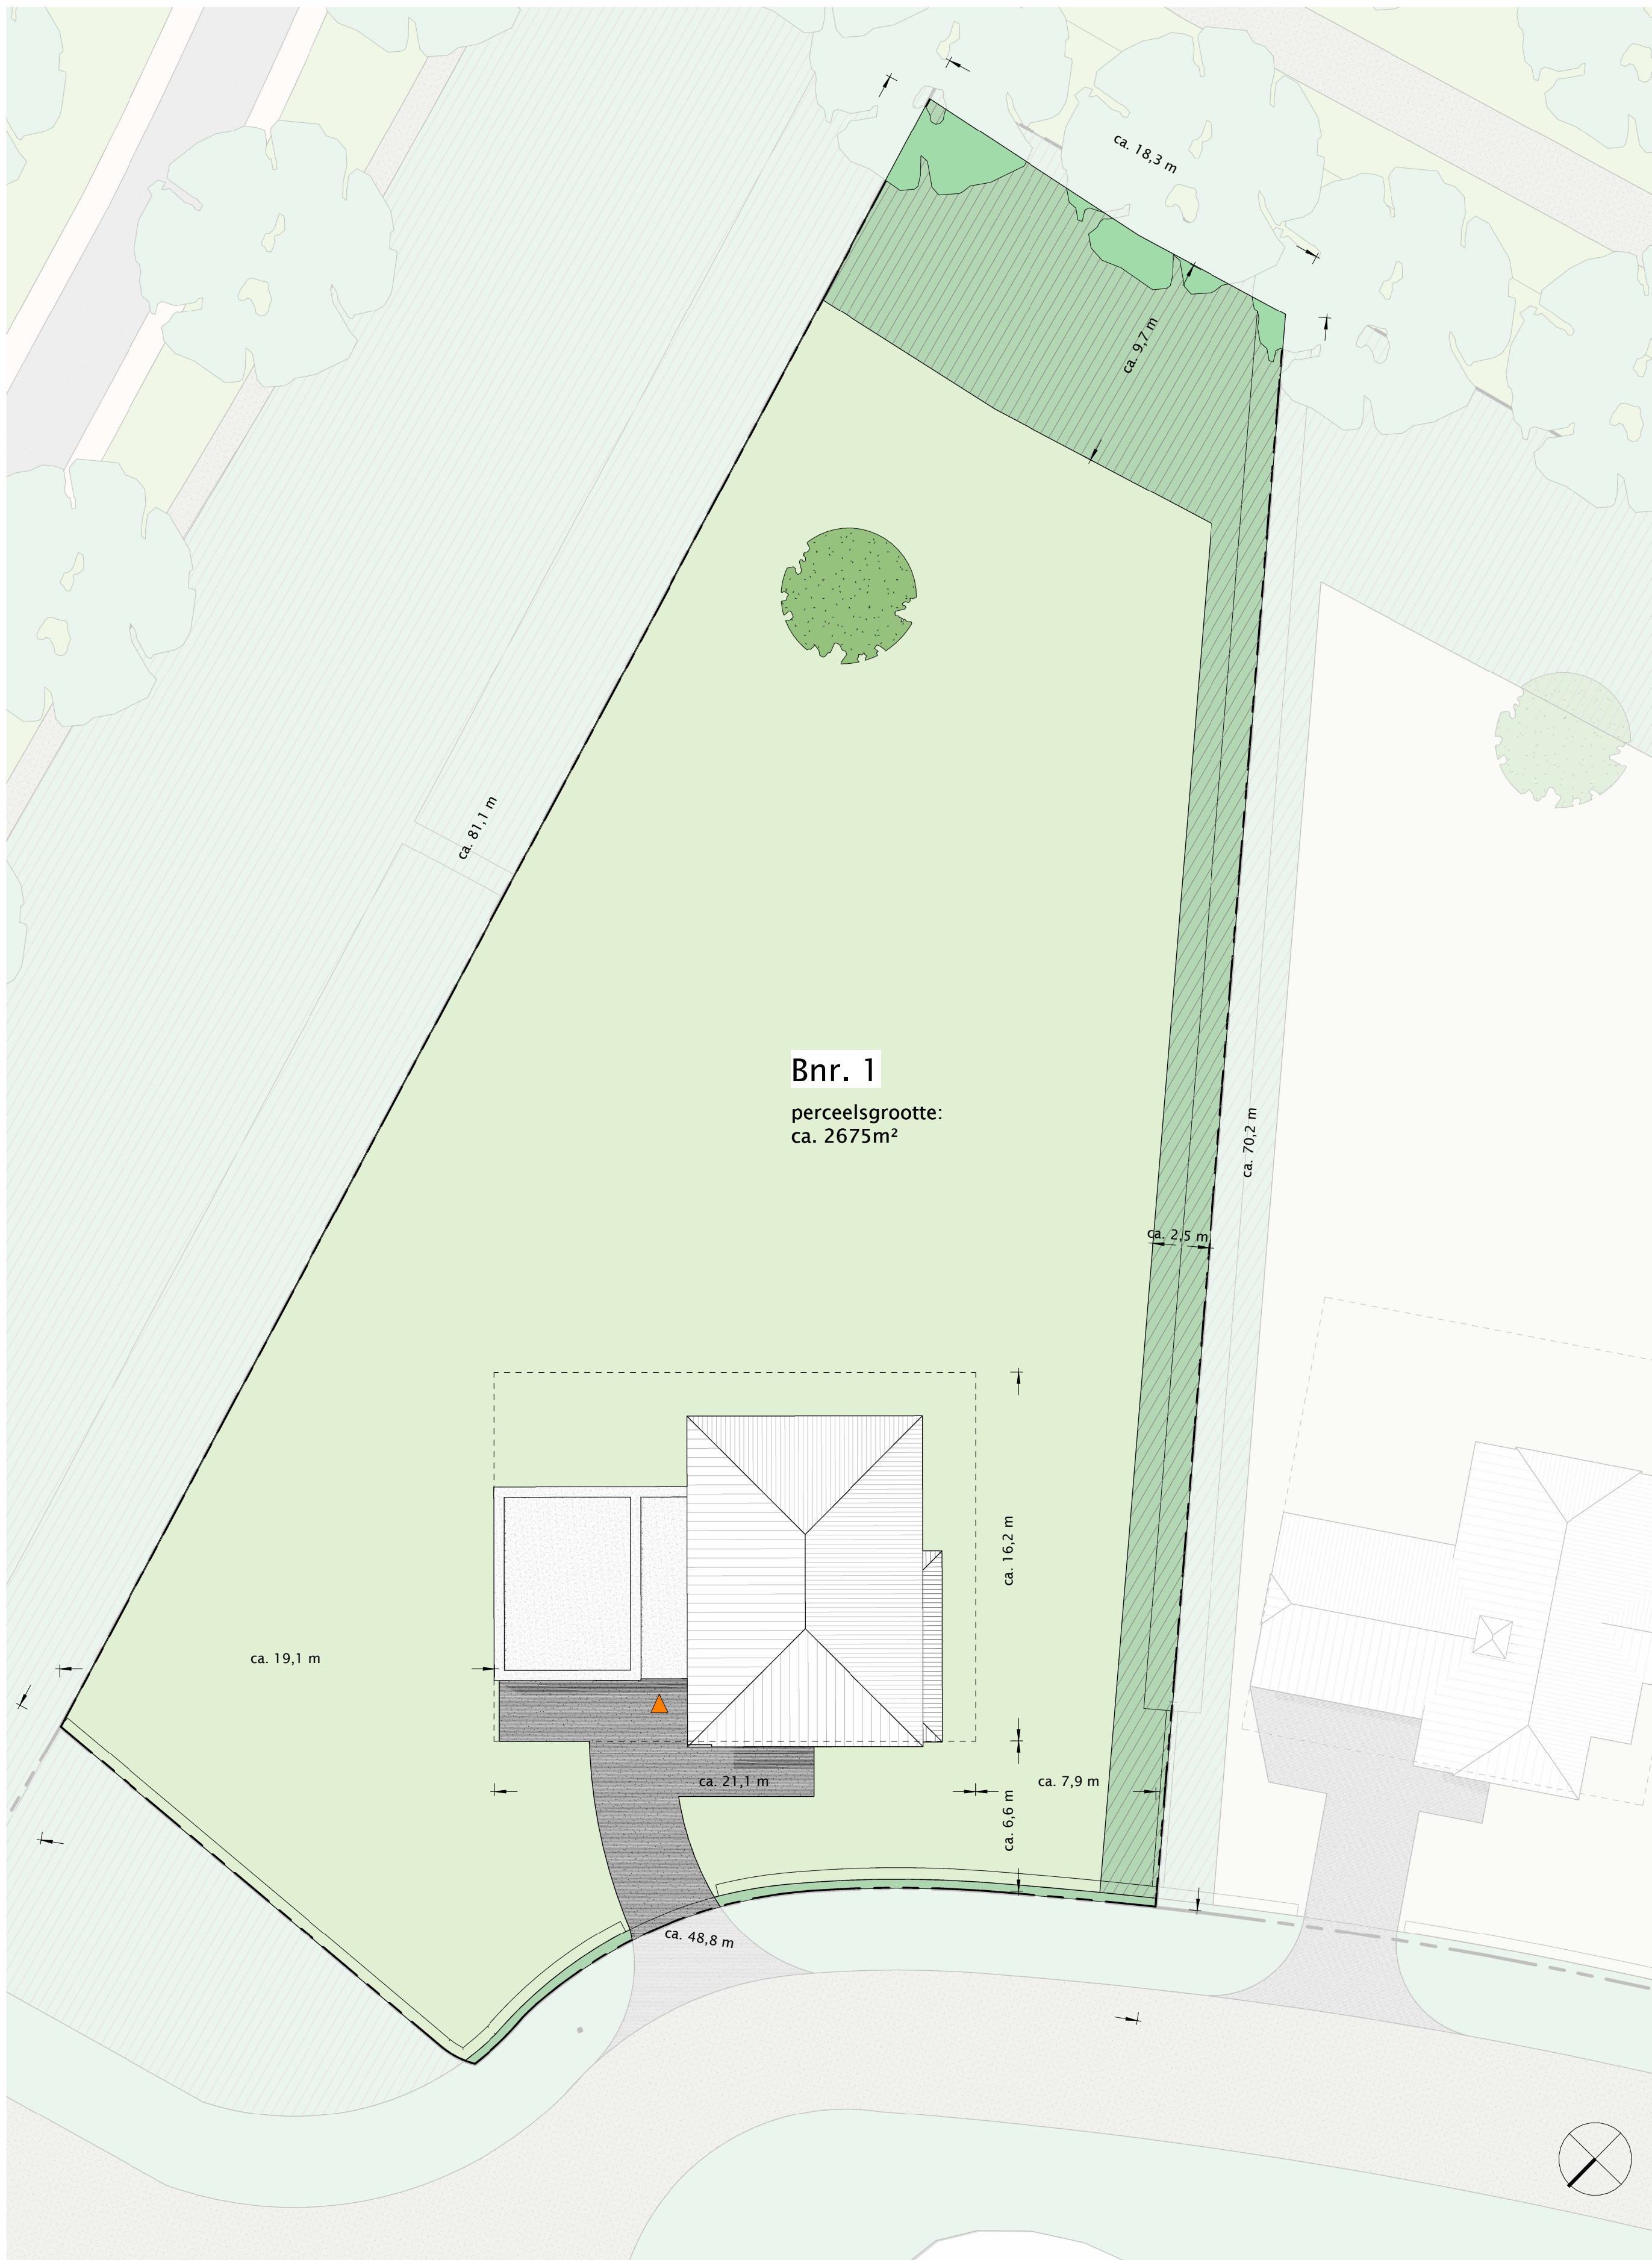 ca. 18,3 m
ca. 9,7 m
ca. 81,1 m
Bnr. 1
perceelsgrootte:
ca. 2675m²
ca. 70,2 m
ca. 2,5 m
ca. 16,2 m
ca. 19,1 m
ca. 21,1 m
ca. 7,9 m
ca. 6,6 m
ca. 48,8 m